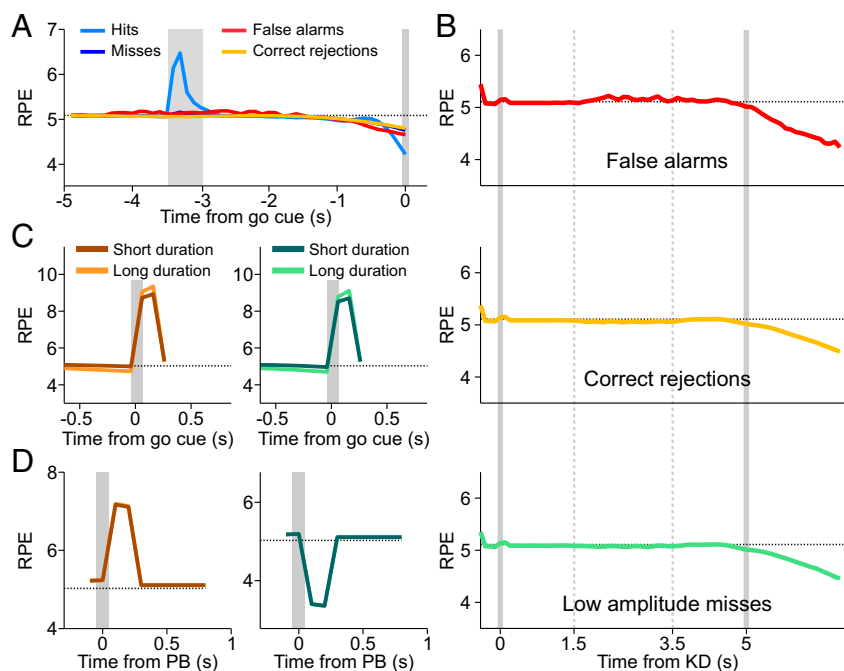 A
Hits
Misses
False alarms
Correct rejections
RPE
7
6
5
4
-5 -4 -3 -2 -1 0
Time from go cue (s)
B
RPE
6
5
4
False alarms
C
Short duration
Long duration
RPE
10
8
6
4
-0.5 0 0.5
Time from go cue (s)
Short duration
Long duration
10
8
6
4
-0.5 0 0.5
Time from go cue (s)
RPE
6
5
4
Correct rejections
D
RPE
8
6
4
0 1
Time from PB (s)
6
4
0 1
Time from PB (s)
RPE
6
5
4
Low amplitude misses
0 1.5 3.5 5
Time from KD (s)